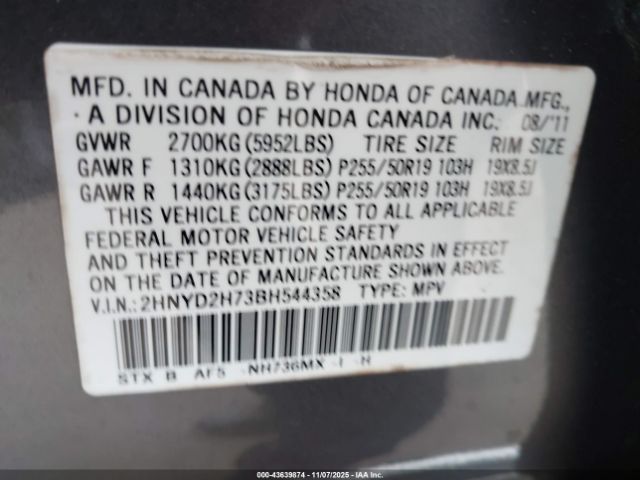 MFD. IN CANADA BY HONDA OF CANADA MFG.,
A DIVISION OF HONDA CANADA INC. 08/'11
GVWR 2700KG (5952LBS) TIRE SIZE RIM SIZE
GAWR F 1310KG (2888LBS) P255/50R19 103H 19X8.5J
GAWR R 1440KG (3175LBS) P255/50R19 103H 19X8.5J
THIS VEHICLE CONFORMS TO ALL APPLICABLE
FEDERAL MOTOR VEHICLE SAFETY
AND THEFT PREVENTION STANDARDS IN EFFECT
ON THE DATE OF MANUFACTURE SHOWN ABOVE.
V.I.N.: 2HNYD2H73BH544358 TYPE: MPV
STX B AF5 -NH736MX -I -H
000-43639874 - 11/07/2025 - IAA Inc.